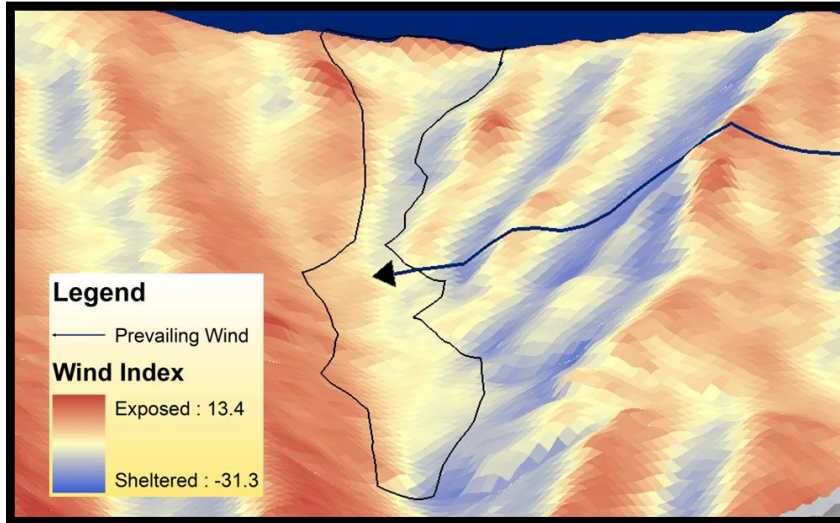 Legend
Prevailing Wind
Wind Index
Exposed : 13.4
Sheltered : -31.3